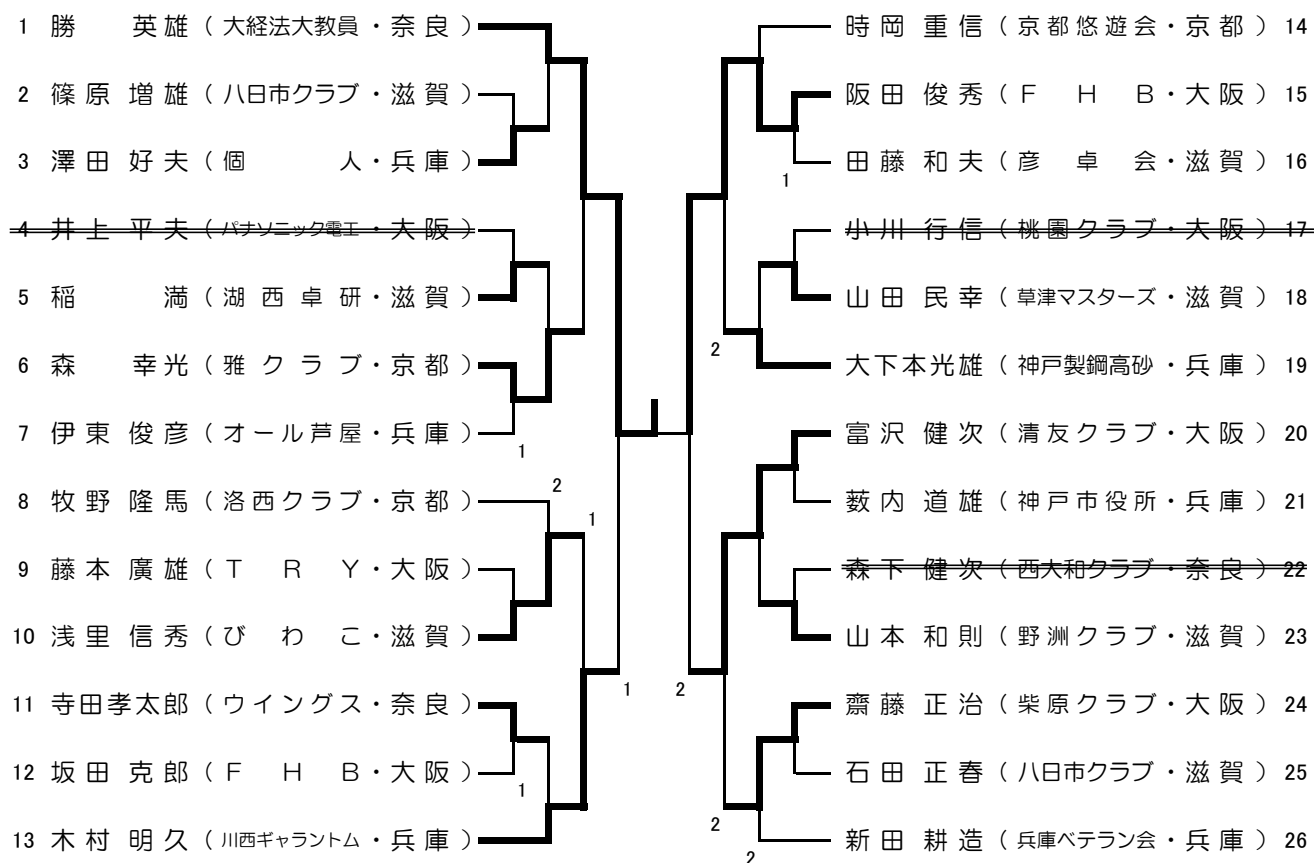 1 勝 英雄 ( 大経法大教員・奈良 )
2 篠原 増雄 ( 八日市クラブ・滋賀 )
3 澤田 好夫 ( 個 人・兵庫 )
4 井上 平夫 ( パナソニック電工・大阪 )
5 稲 満 ( 湖西卓研・滋賀 )
6 森 幸光 ( 雅クラブ・京都 )
7 伊東 俊彦 ( オール芦屋・兵庫 )
1
2
8 牧野 隆馬 ( 洛西クラブ・京都 )
1
9 藤本 廣雄 ( T R Y・大阪 )
10 浅里 信秀 ( び わ こ・滋賀 )
11 寺田孝太郎 ( ウイングス・奈良 )
12 坂田 克郎 ( F H B・大阪 )
1
13 木村 明久 ( 川西ギャラントム・兵庫 )
1
時岡 重信 ( 京都悠遊会・京都 ) 14
阪田 俊秀 ( F H B・大阪 ) 15
田藤 和夫 ( 彦 卓 会・滋賀 ) 16
1
小川 行信 ( 桃園クラブ・大阪 ) 17
山田 民幸 ( 草津マスターズ・滋賀 ) 18
2
大下本光雄 ( 神戸製鋼高砂・兵庫 ) 19
富沢 健次 ( 清友クラブ・大阪 ) 20
薮内 道雄 ( 神戸市役所・兵庫 ) 21
森下 健次 ( 西大和クラブ・奈良 ) 22
山本 和則 ( 野洲クラブ・滋賀 ) 23
2
齋藤 正治 ( 柴原クラブ・大阪 ) 24
石田 正春 ( 八日市クラブ・滋賀 ) 25
2
新田 耕造 ( 兵庫ベテラン会・兵庫 ) 26
2